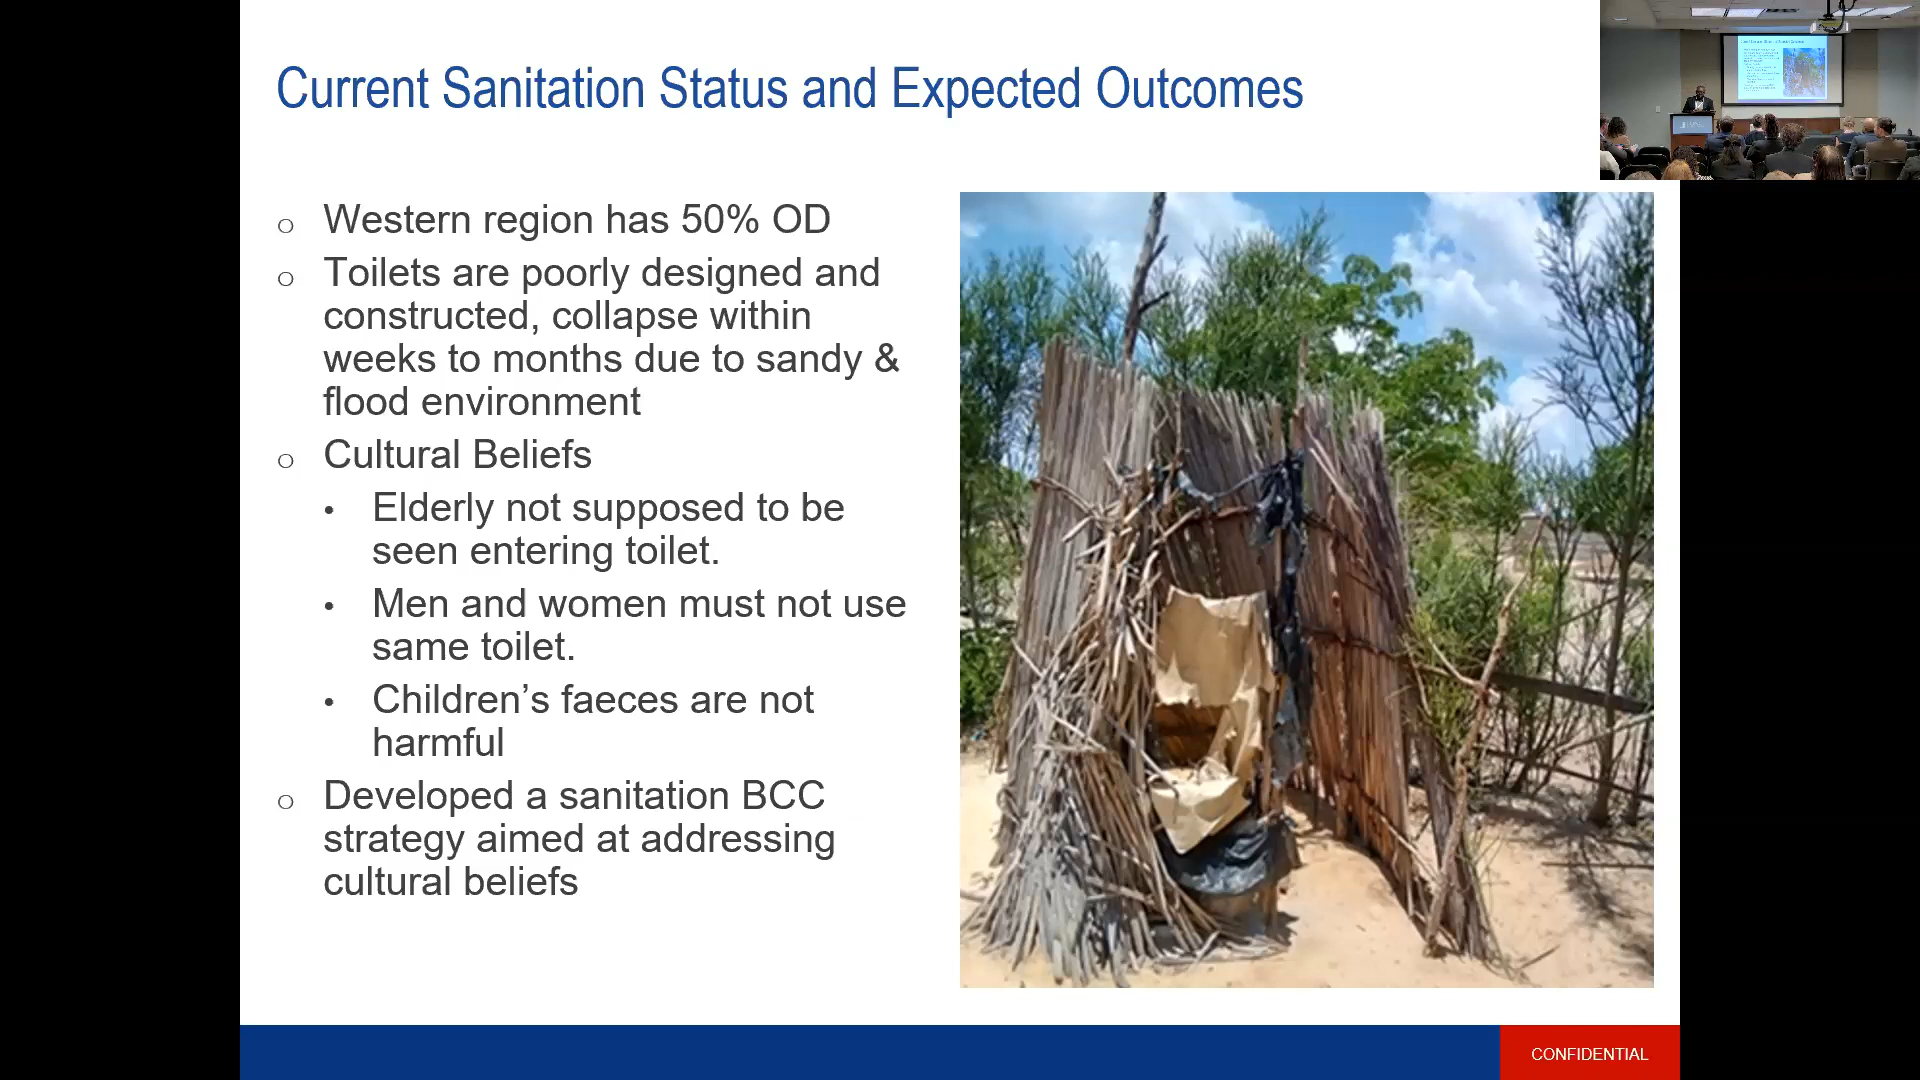 Current Sanitation Status and Expected Outcomes
o Western region has 50% OD
o Toilets are poorly designed and
constructed, collapse within
weeks to months due to sandy &
flood environment
o Cultural Beliefs
• Elderly not supposed to be
seen entering toilet.
• Men and women must not use
same toilet.
• Children’s faeces are not
harmful
o Developed a sanitation BCC
strategy aimed at addressing
cultural beliefs
CONFIDENTIAL